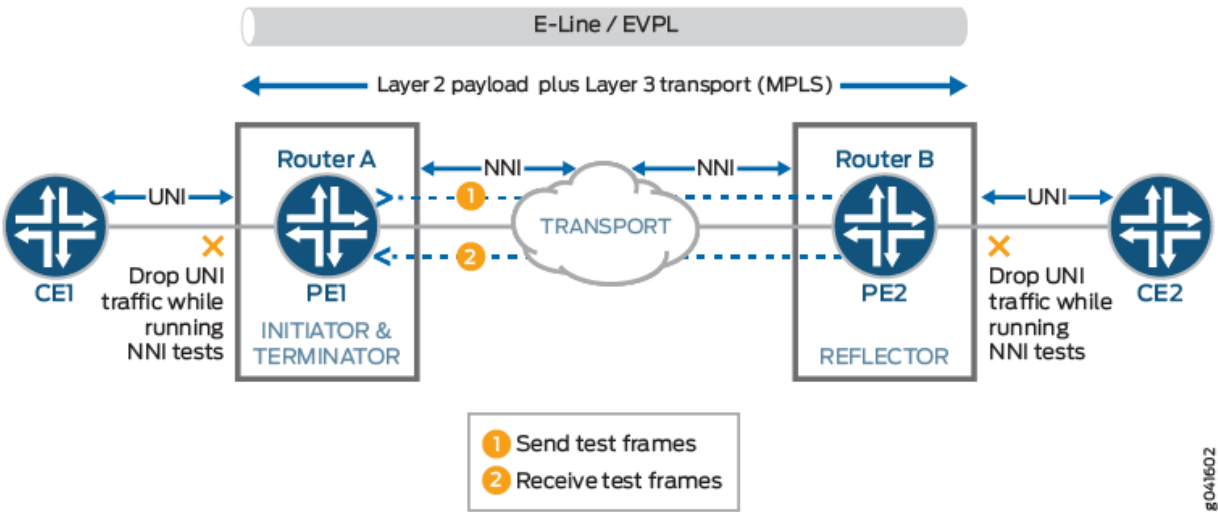 E-Line / EVPL
Layer 2 payload plus Layer 3 transport (MPLS)
Router A
NNI
NNI
Router B
UNI
1
UNI
TRANSPORT
2
CE1
Drop UNI
traffic while
running
NNI tests
PE1
INITIATOR &
TERMINATOR
PE2
REFLECTOR
Drop UNI
traffic while
running
NNI tests
CE2
1 Send test frames
2 Receive test frames
g041602